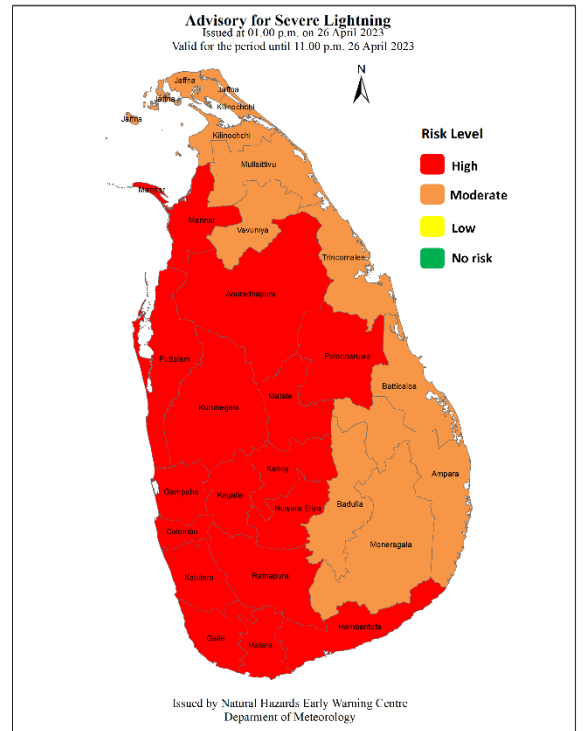 Advisory for Severe Lightning
Issued at 01.00 p.m. on 26 April 2023
Valid for the period until 11.00 p.m. 26 April 2023
N
Jaffna
Jaffna
Jaffna
Kilinochchi
Jaffna
Kilinochchi
Mullaittivu
Risk Level
High
Moderate
Low
No risk
Mannar
Mannar
Vavuniya
Trincomalee
Anuradhapura
Polonnaruwa
Puttalam
Batticaloa
Matale
Kurunegala
Kandy
Ampara
Gampaha
Kegalle
Nuwara Eliya
Badulla
Colombo
Moneragala
Kalutara
Ratnapura
Hambantota
Galle
Matara
Issued by Natural Hazards Early Warning Centre
Deparment of Meteorology